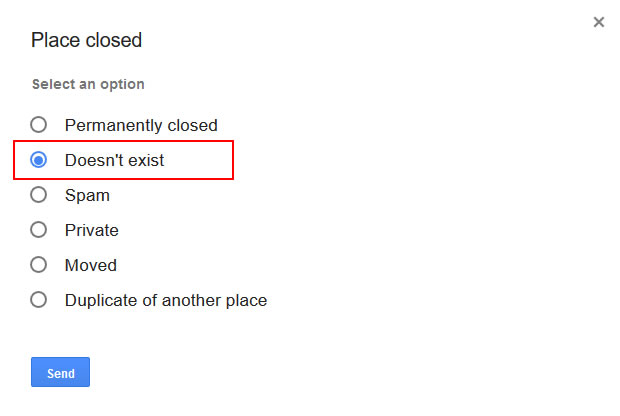 Place closed
Select an option
Permanently closed
Doesn't exist
Spam
Private
Moved
Duplicate of another place
Send